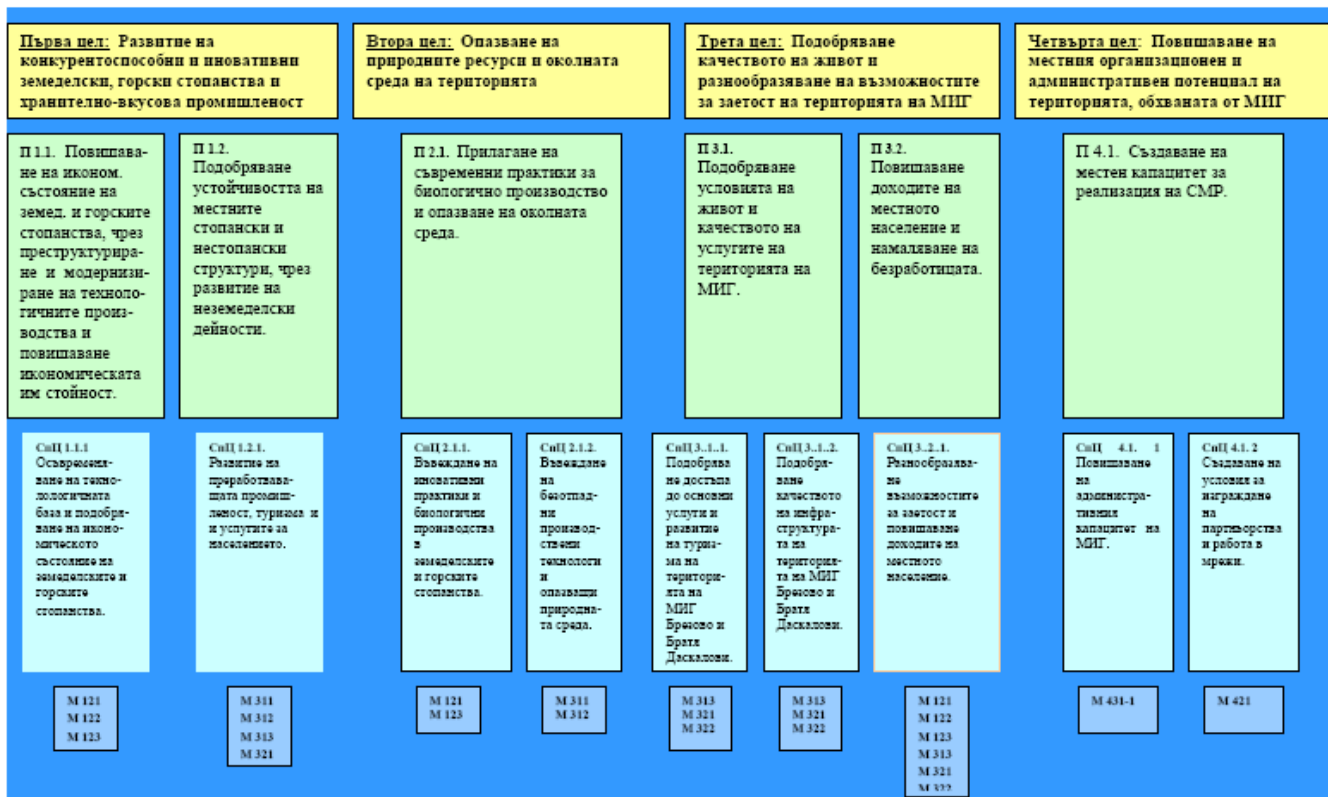 Първа цел: Развитие на
конкурентоспособни и иновативни
земеделски, горски стопанства и
хранително-вкусова промишленост
Втора цел: Опазване на
природните ресурси и околната
среда на територията
Трета цел: Подобряване
качеството на живот и
разнообразяване на възможностите
за заетост на територията на МИГ
Четвърта цел: Повишаване на
местния организационен и
административен потенциал на
територията, обхваната от МИГ
П 1.1. Повишава-
не на иконом.
състояние на
земед. и горските
стопанства, чрез
преструктурира-
не и модернизи-
ране на техноло-
гичните произ-
водства и
повишаване
икономическата
им стойност.
П 1.2.
Подобряване
устойчивостта на
местните
стопански и
нестопански
структури, чрез
развитие на
неземеделски
дейности.
П 2.1. Прилагане на
съвременни практики за
биологично производство
и опазване на околната
среда.
П 3.1.
Подобряване
условията на
живот и
качеството на
услугите на
територията на
МИГ.
П 3.2.
Повишаване
доходите на
местното
население и
намаляване на
безработицата.
П 4.1. Създаване на
местен капацитет за
реализация на СМР.
СпЦ 1.1.1
Осъвременя-
ване на техно-
логичната
база и подобря-
ване на иконо-
мическото
състояние на
земеделските и
горските
стопанства.
СпЦ 1.2.1.
Развитие на
преработвава-
щата промиш-
леност, туризма и
и услугите за
населението.
СпЦ 2.1.1.
Въвеждане на
иновативни
практики и
биологични
производства
в
земеделските
и горските
стопанства.
СпЦ 2.1.2.
Въвеждане
на
безотпад-
ни
производ-
ствени
технологи
и
опазващи
природна-
та среда.
СпЦ 3..1..1.
Подобрява
не достъпа
до основни
услуги и
развитие
на туриз-
ма на
територи-
ята на
МИГ
Брезово и
Братя
Даскалови.
СпЦ 3..1..2.
Подобря-
ване
качеството
на инфра-
структура-
та на
територия-
та на МИГ
Брезово и
Братя
Даскалови.
СпЦ 3..2..1.
Разнообразява-
не
възможностите
за заетост и
повишаване
доходите на
местното
население.
СпЦ 4.1. 1
Повишаване
на
администра-
тивния
капацитет на
МИГ.
СпЦ 4.1. 2
Създаване на
условия за
изграждане
на
партньорства
и работа в
мрежи.
М 121
М 122
М 123
М 311
М 312
М 313
М 321
М 121
М 123
М 311
М 312
М 313
М 321
М 322
М 313
М 321
М 322
М 121
М 122
М 123
М 313
М 321
М 322
М 431-1
М 421